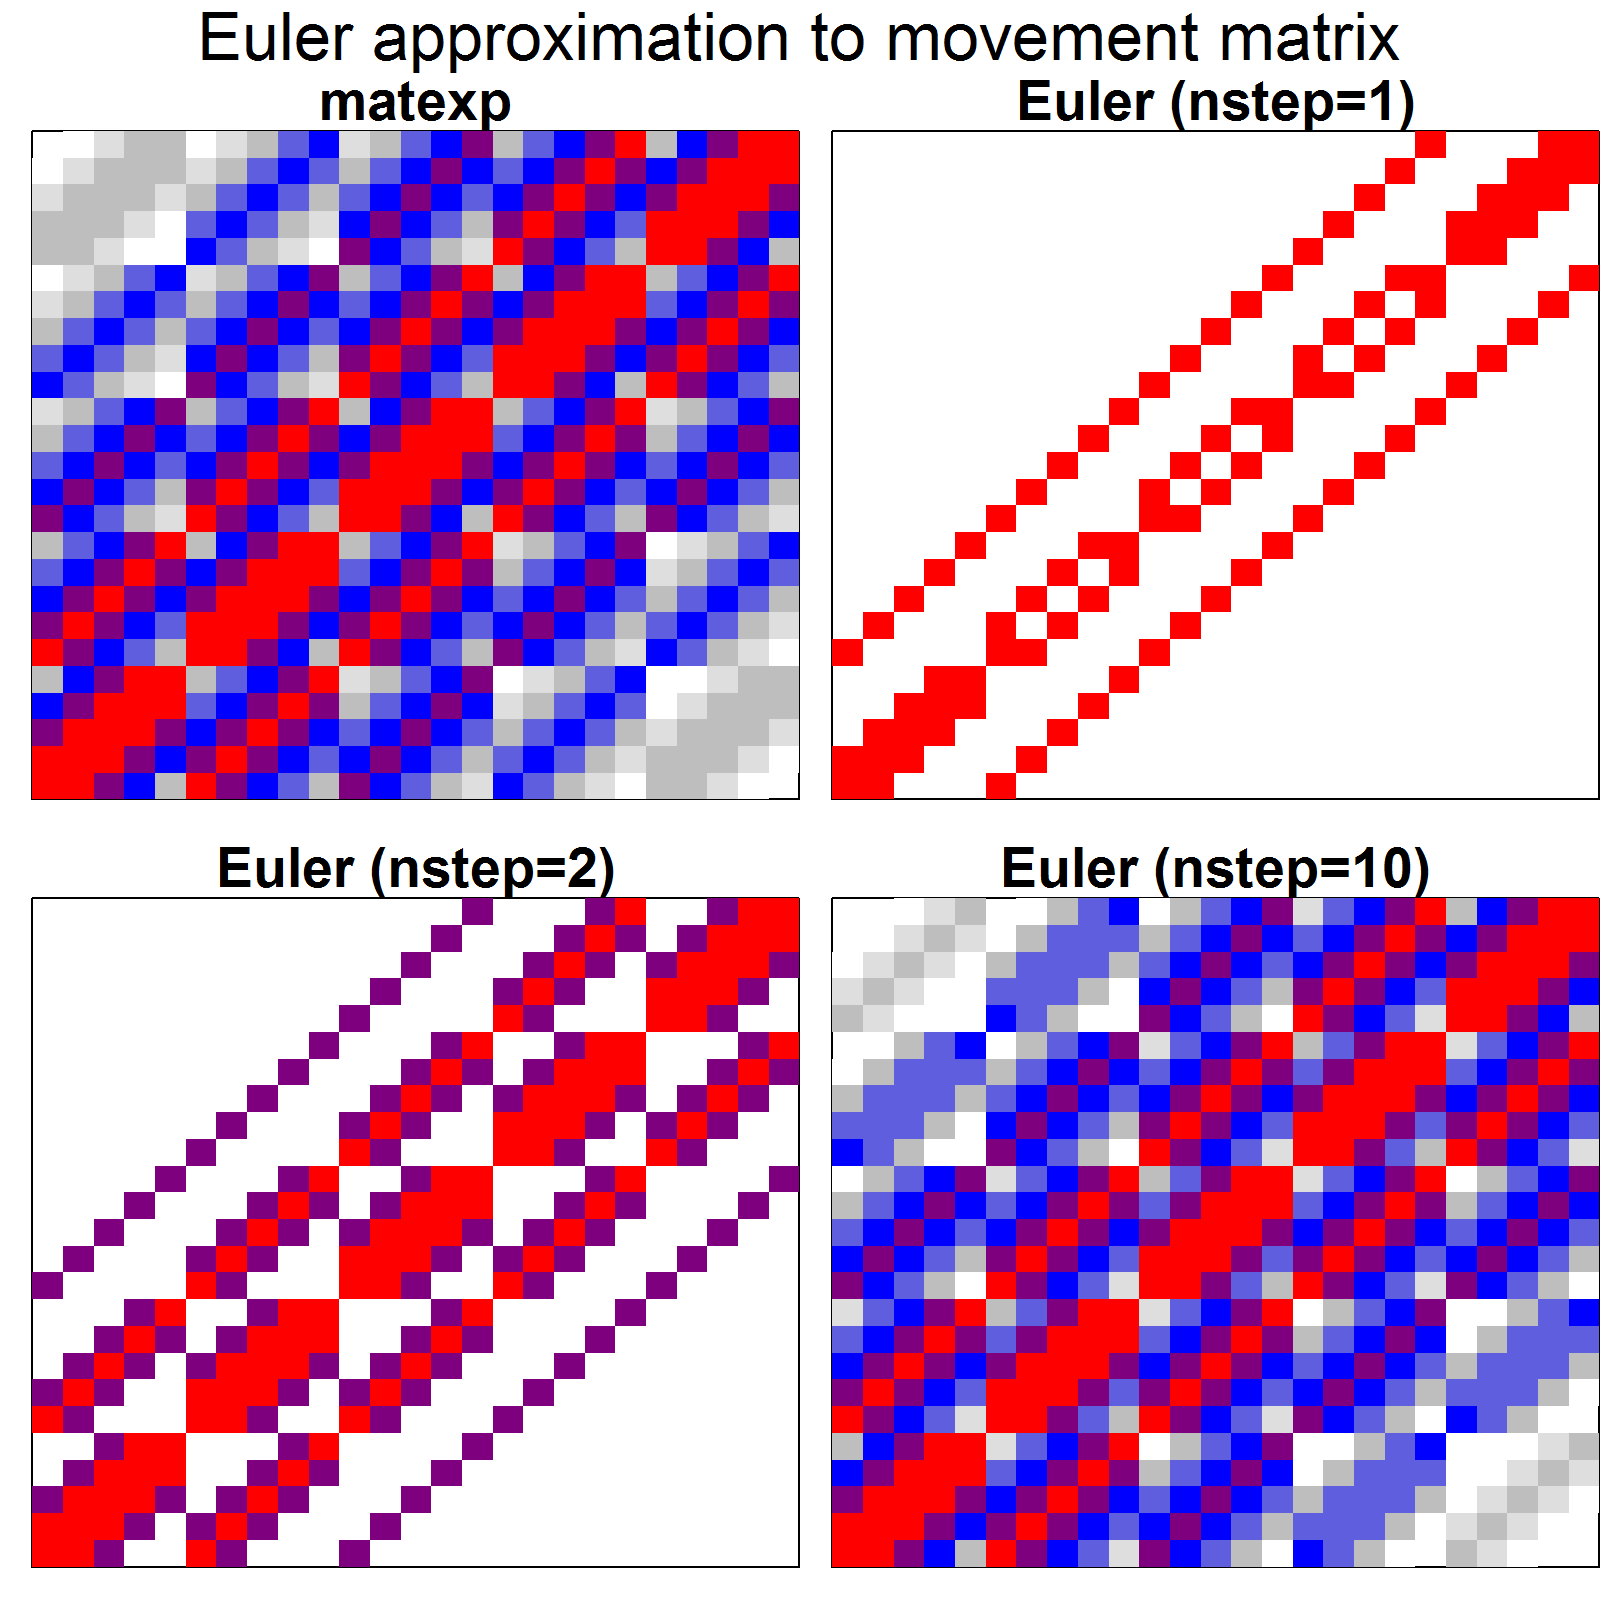 Euler approximation to movement matrix
matexp
Euler (nstep=1)
Euler (nstep=2)
Euler (nstep=10)